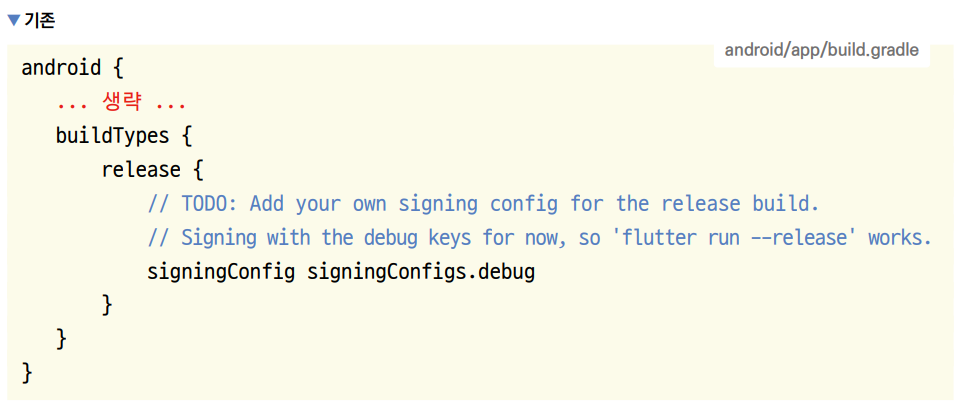 ▼기존
android/app/build.gradle
android {
... 생략 ...
buildTypes {
release {
// TODO: Add your own signing config for the release build.
// Signing with the debug keys for now, so 'flutter run --release' works.
signingConfig signingConfigs.debug
}
}
}